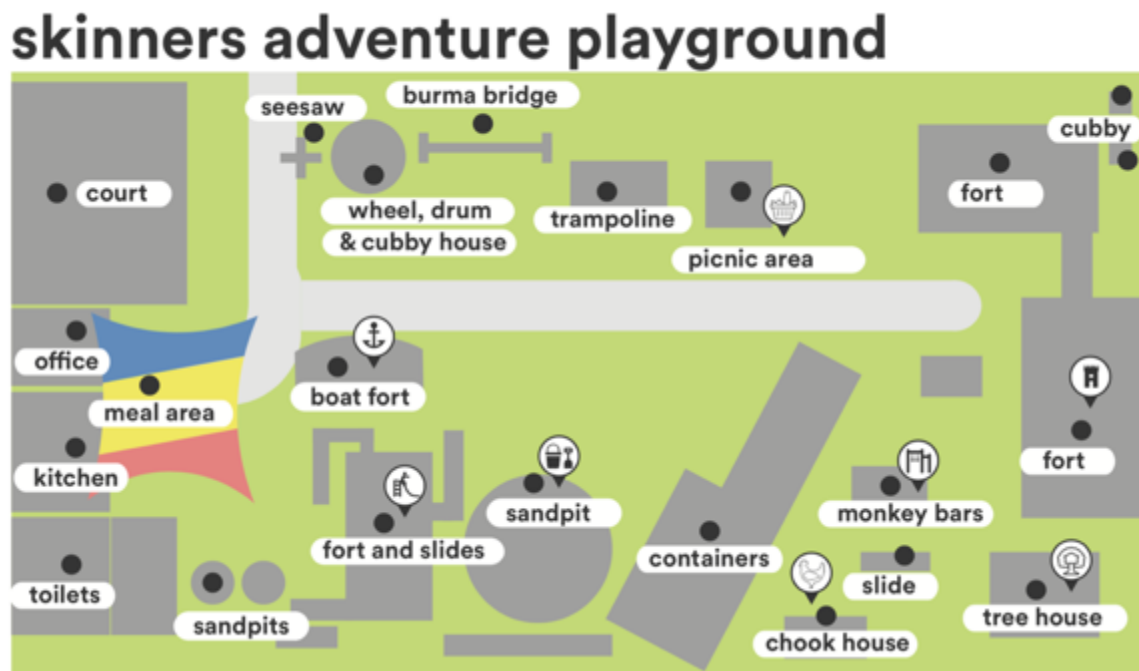 skinners adventure playground
seesaw
burma bridge
cubby
court
fort
wheel, drum
& cubby house
trampoline
picnic area
office
meal area
boat fort
kitchen
fort
sandpit
monkey bars
fort and slides
containers
slide
toilets
sandpits
chook house
tree house